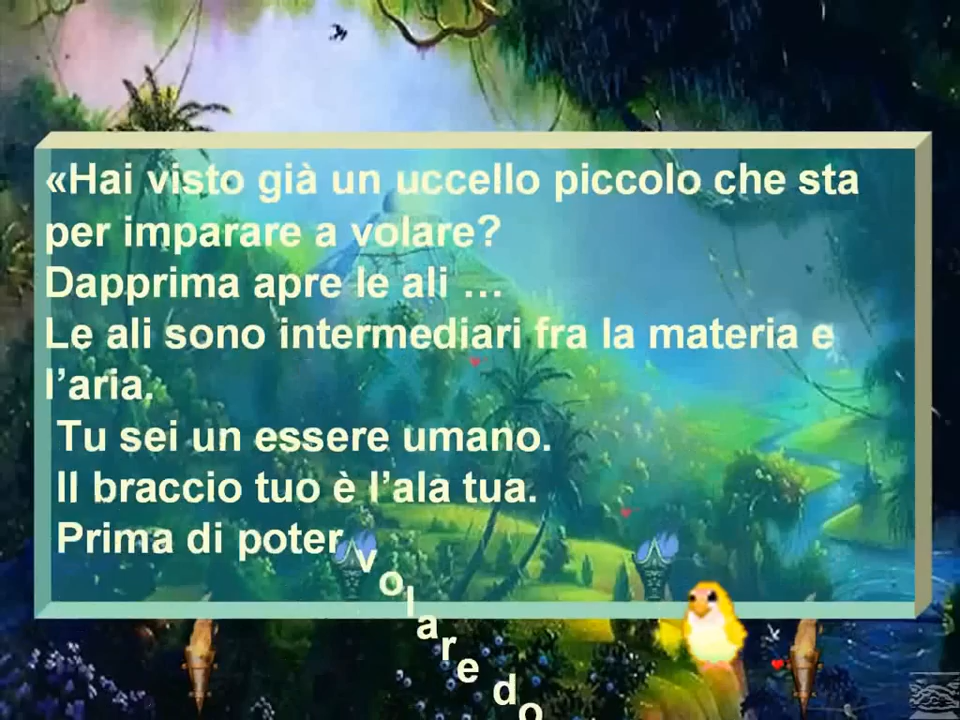 «Hai visto già un uccello piccolo che sta
per imparare a volare?
Dapprima apre le ali …
Le ali sono intermediari fra la materia e
l’aria.
Tu sei un essere umano.
Il braccio tuo è l’ala tua.
Prima di poter volare do